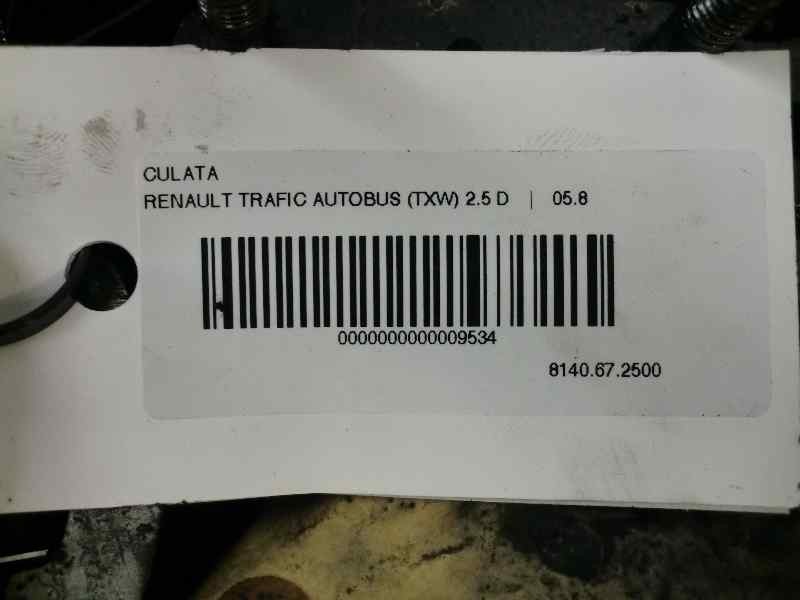 CULATA
RENAULT TRAFIC AUTOBUS (TXW) 2.5 D | 05.8
0000000000009534
8140.67.2500